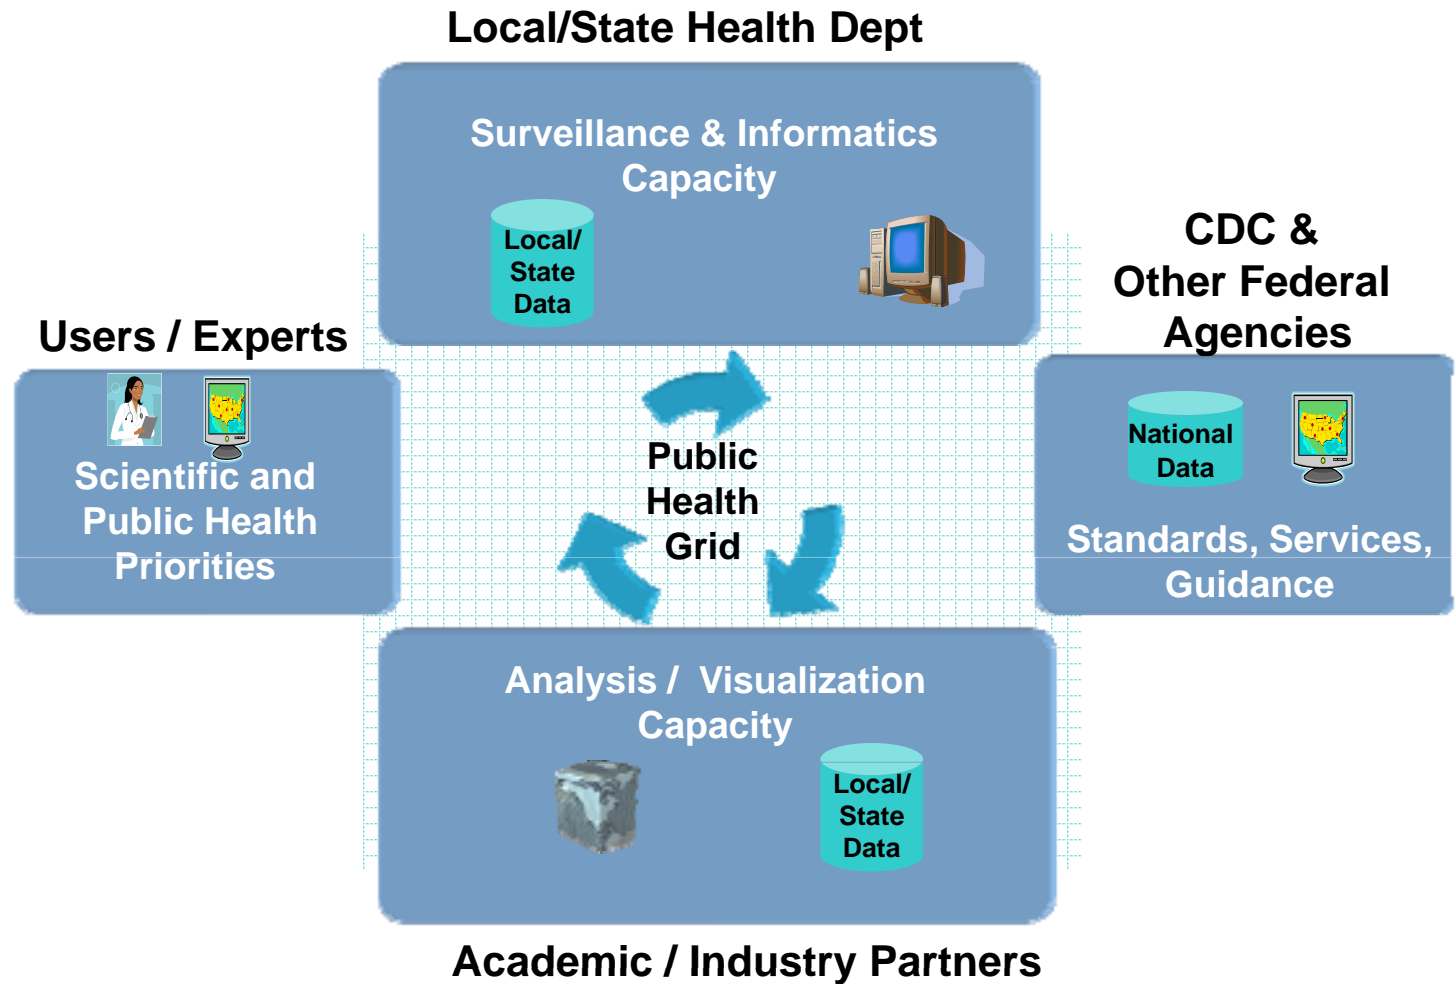 Local/State Health Dept
Surveillance & Informatics
Capacity
Local/
State
Data
CDC &
Other Federal
Agencies
Users / Experts
Scientific and
Public Health
Priorities
Public
Health
Grid
National
Data
Standards, Services,
Guidance
Analysis / Visualization
Capacity
Local/
State
Data
Academic / Industry Partners